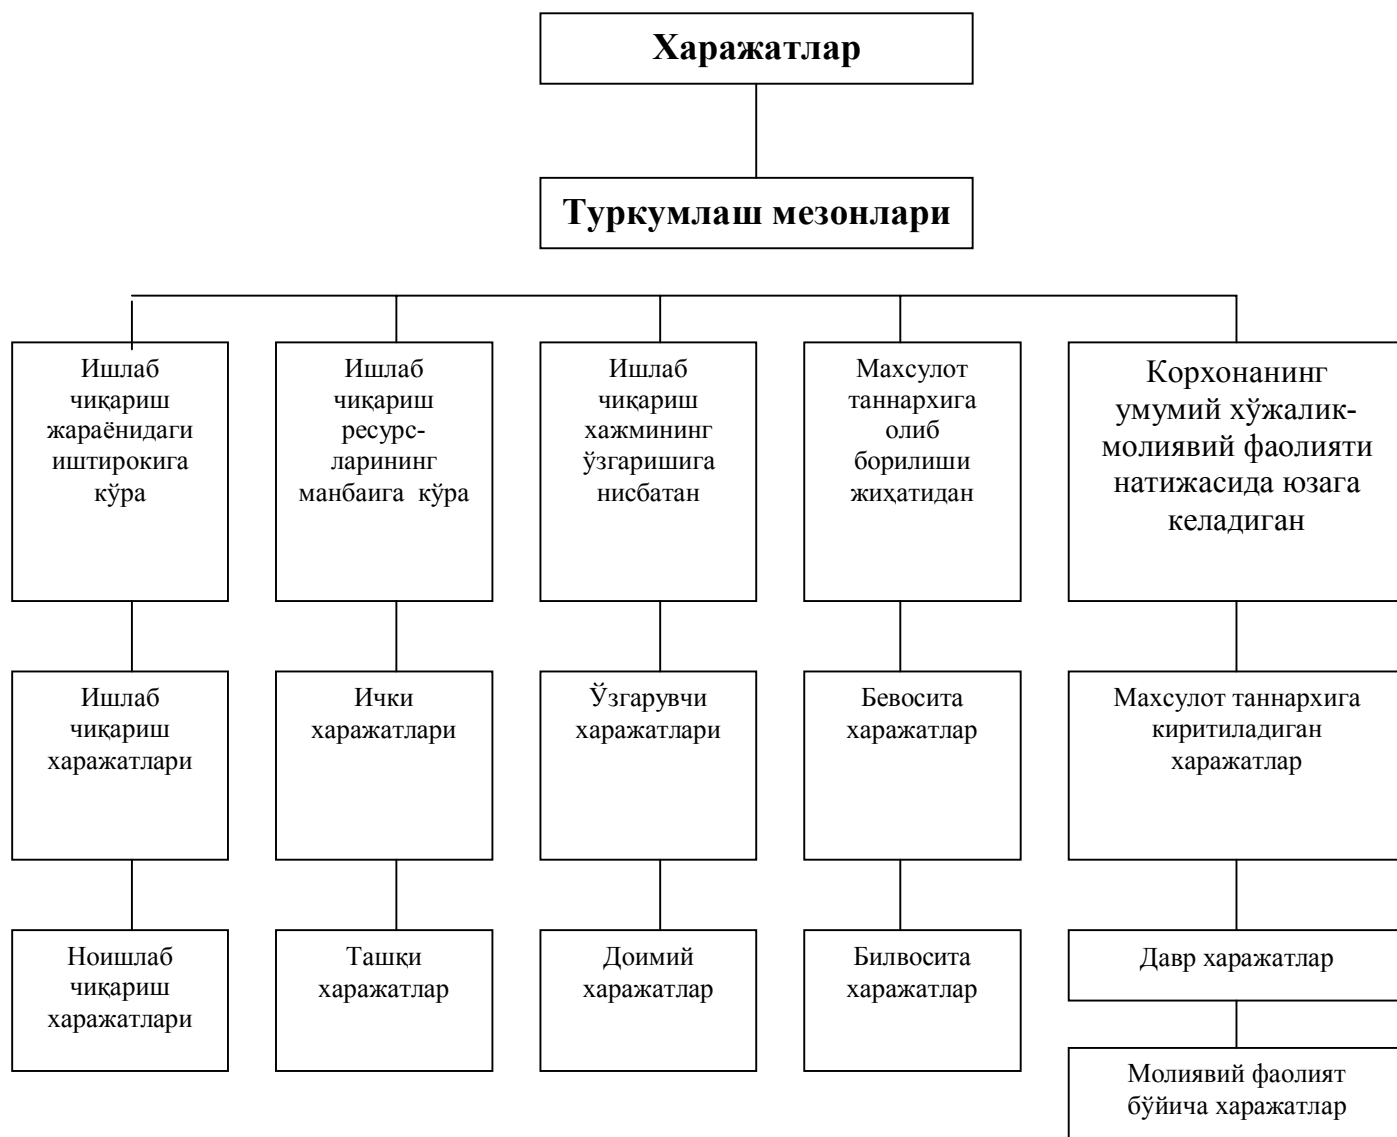 Харажатлар
Туркумлаш мезонлари
Ишлаб
чиқариш
жараёнидаги
иштирокига
кўра
Ишлаб
чиқариш
ресурс-
ларининг
манбаига кўра
Ишлаб
чиқариш
хажмининг
ўзгаришига
нисбатан
Махсулот
таннархига
олиб
борилиши
жиҳатидан
Корхонанинг
умумий хўжалик-
молиявий фаолияти
натижасида юзага
келадиган
Ишлаб
чиқариш
харажатлари
Ички
харажатлари
Ўзгарувчи
харажатлари
Бевосита
харажатлар
Махсулот таннархига
киритиладиган
харажатлар
Ноишлаб
чиқариш
харажатлари
Ташқи
харажатлар
Доимий
харажатлар
Билвосита
харажатлар
Давр харажатлар
Молиявий фаолият
бўйича харажатлар